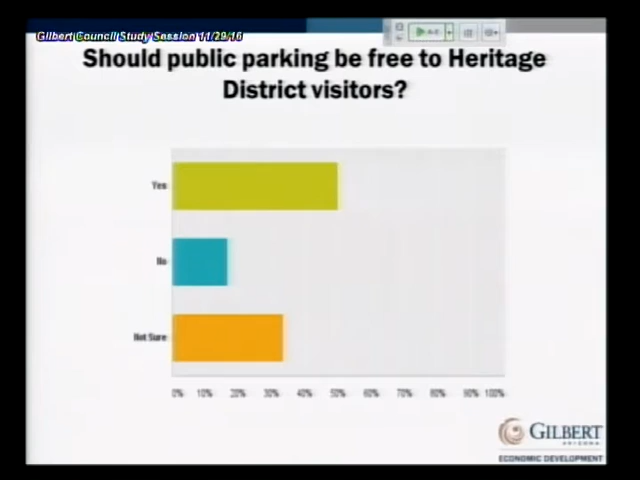 Gilbert Council Study Session 11/29/16
Should public parking be free to Heritage
District visitors?
Yes
No
Not Sure
0% 10% 20% 30% 40% 50% 60% 70% 80% 90% 100%
GILBERT
ARIZONA
ECONOMIC DEVELOPMENT